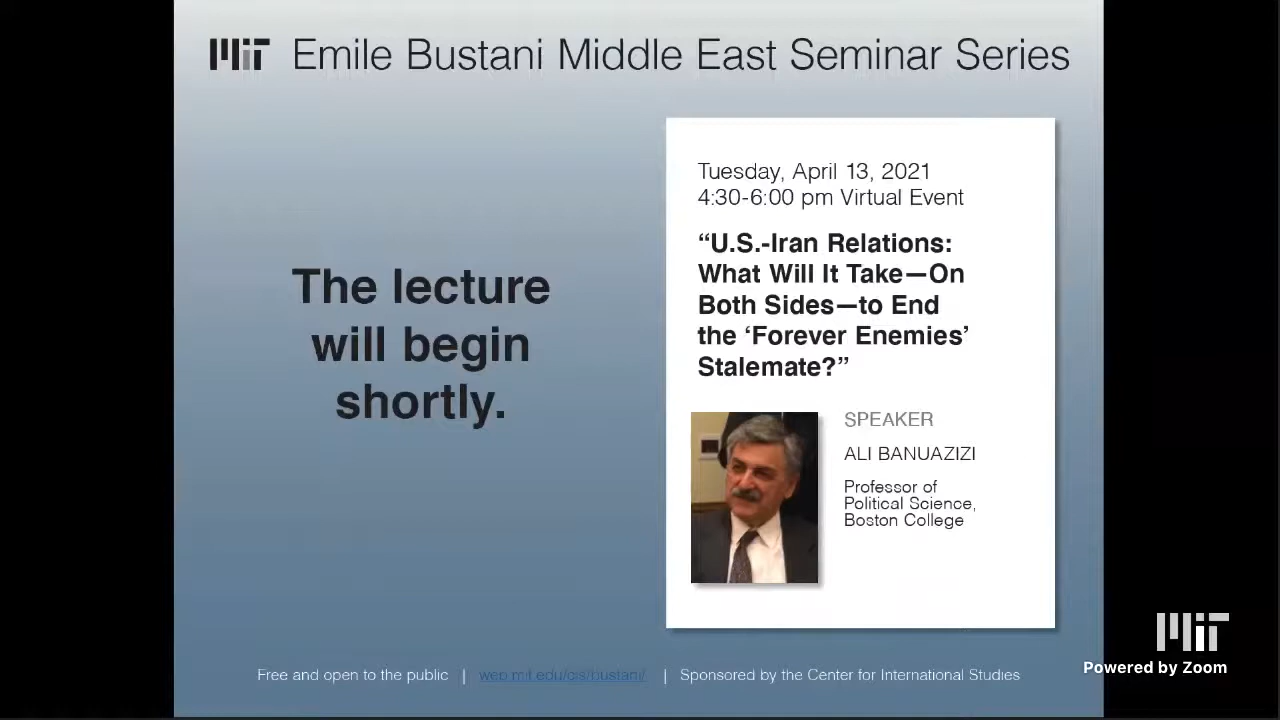 MIT Emile Bustani Middle East Seminar Series
The lecture
will begin
shortly.
Tuesday, April 13, 2021
4:30-6:00 pm Virtual Event
“U.S.-Iran Relations:
What Will It Take—On
Both Sides—to End
the ‘Forever Enemies’
Stalemate?”
SPEAKER
ALI BANUAZIZI
Professor of
Political Science,
Boston College
Free and open to the public | web.mit.edu/cis/bustani/ | Sponsored by the Center for International Studies
MIT
Powered by Zoom